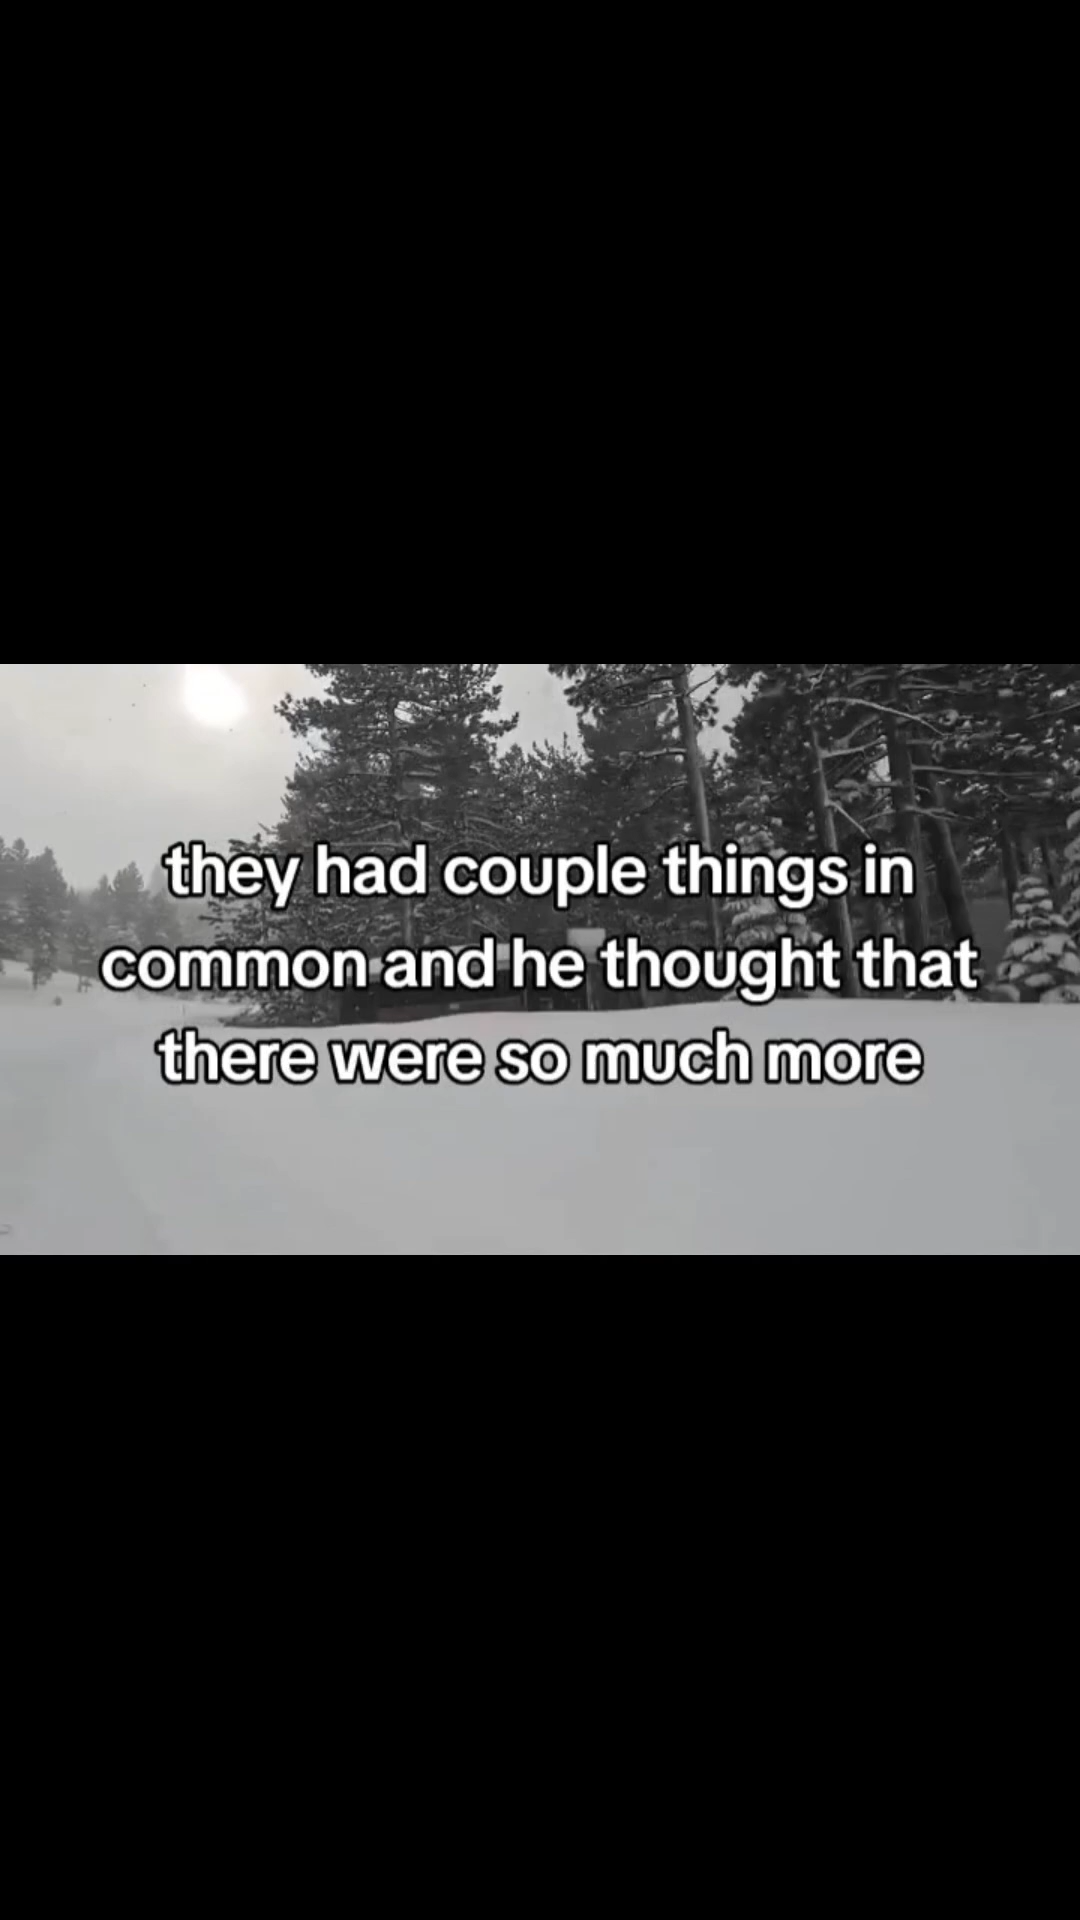 they had couple things in
common and he thought that
there were so much more